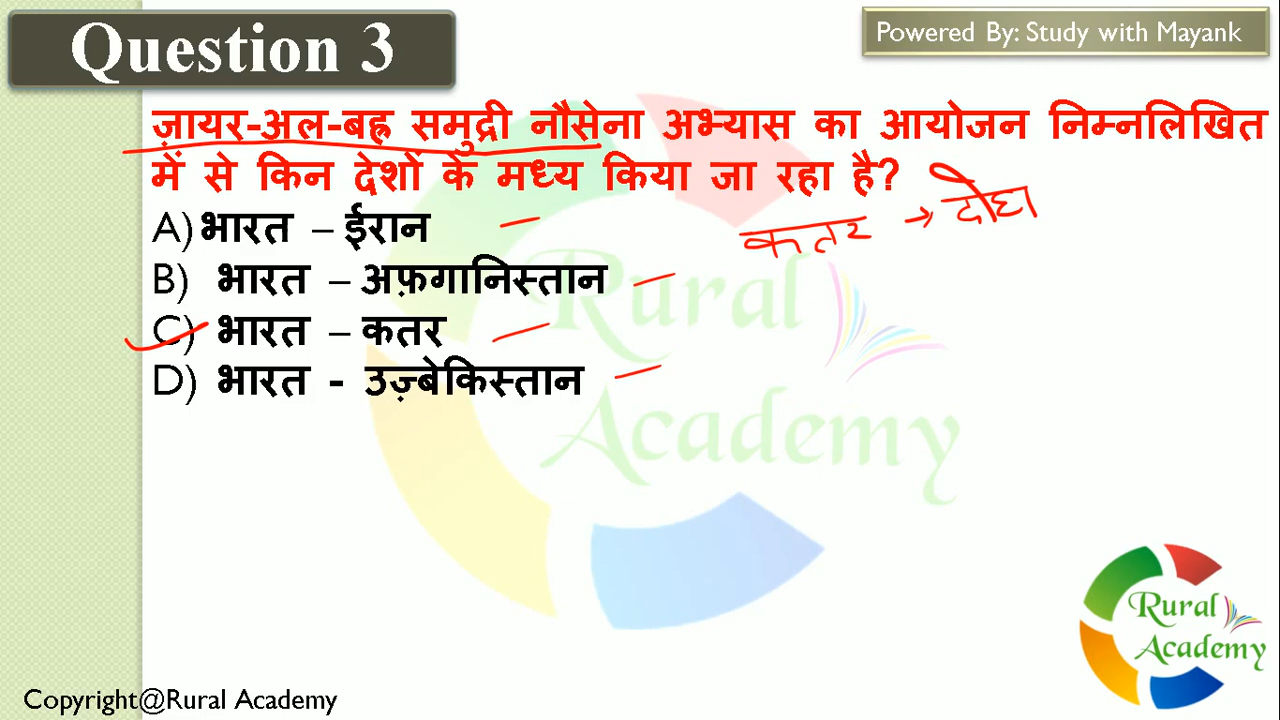 Question 3
Powered By: Study with Mayank
ज़ायर-अल-बह्र समुद्री नौसेना अभ्यास का आयोजन निम्नलिखित
में से किन देशों के मध्य किया जा रहा है?
कतर → दोहा
A) भारत – ईरान
B) भारत – अफ़गानिस्तान
C) भारत – कतर
D) भारत - उज़्बेकिस्तान
Rural
Academy
Rural
Academy
Copyright@Rural Academy